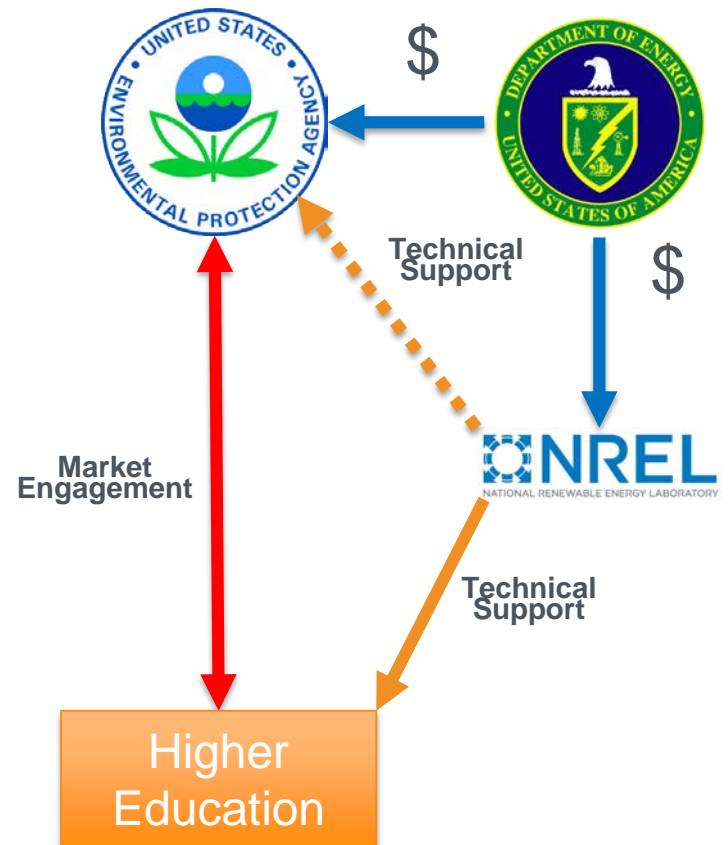 UNITED STATES
ENVIRONMENTAL PROTECTION AGENCY
$
DEPARTMENT OF ENERGY
UNITED STATES OF AMERICA
Technical
Support
$
NREL
NATIONAL RENEWABLE ENERGY LABORATORY
Market
Engagement
Technical
Support
Higher
Education